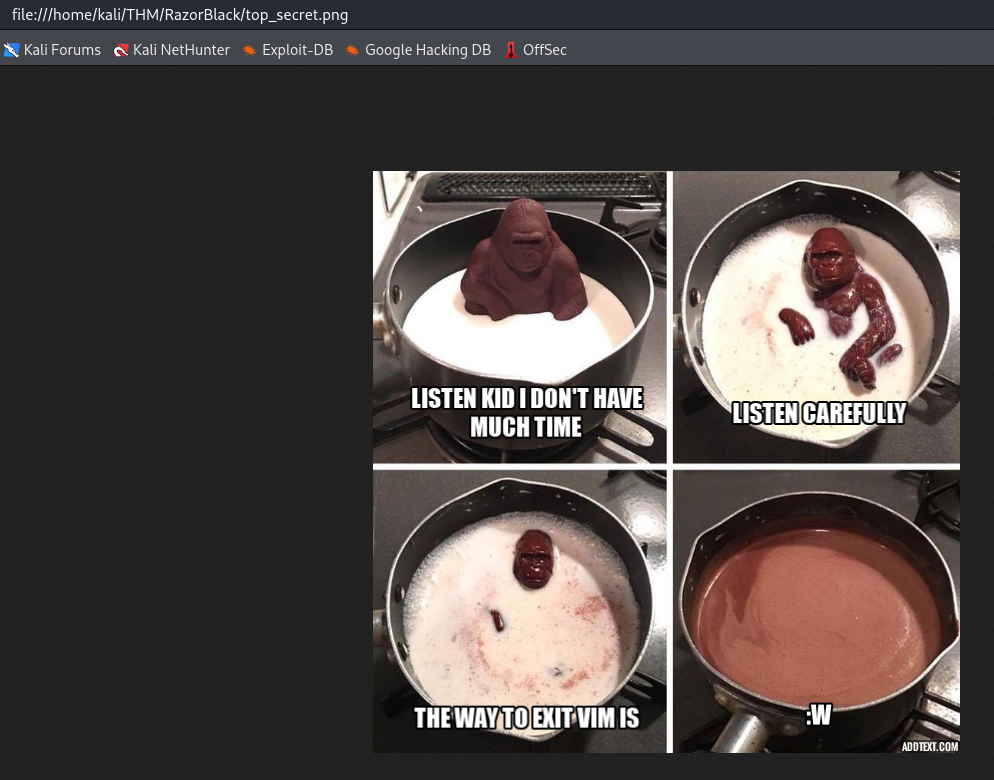 file:///home/kali/THM/RazorBlack/top_secret.png
Kali Forums Kali NetHunter Exploit-DB Google Hacking DB OffSec
LISTEN KID I DON'T HAVE
MUCH TIME
LISTEN CAREFULLY
THE WAY TO EXIT VIM IS
:W
ADDTEXT.COM